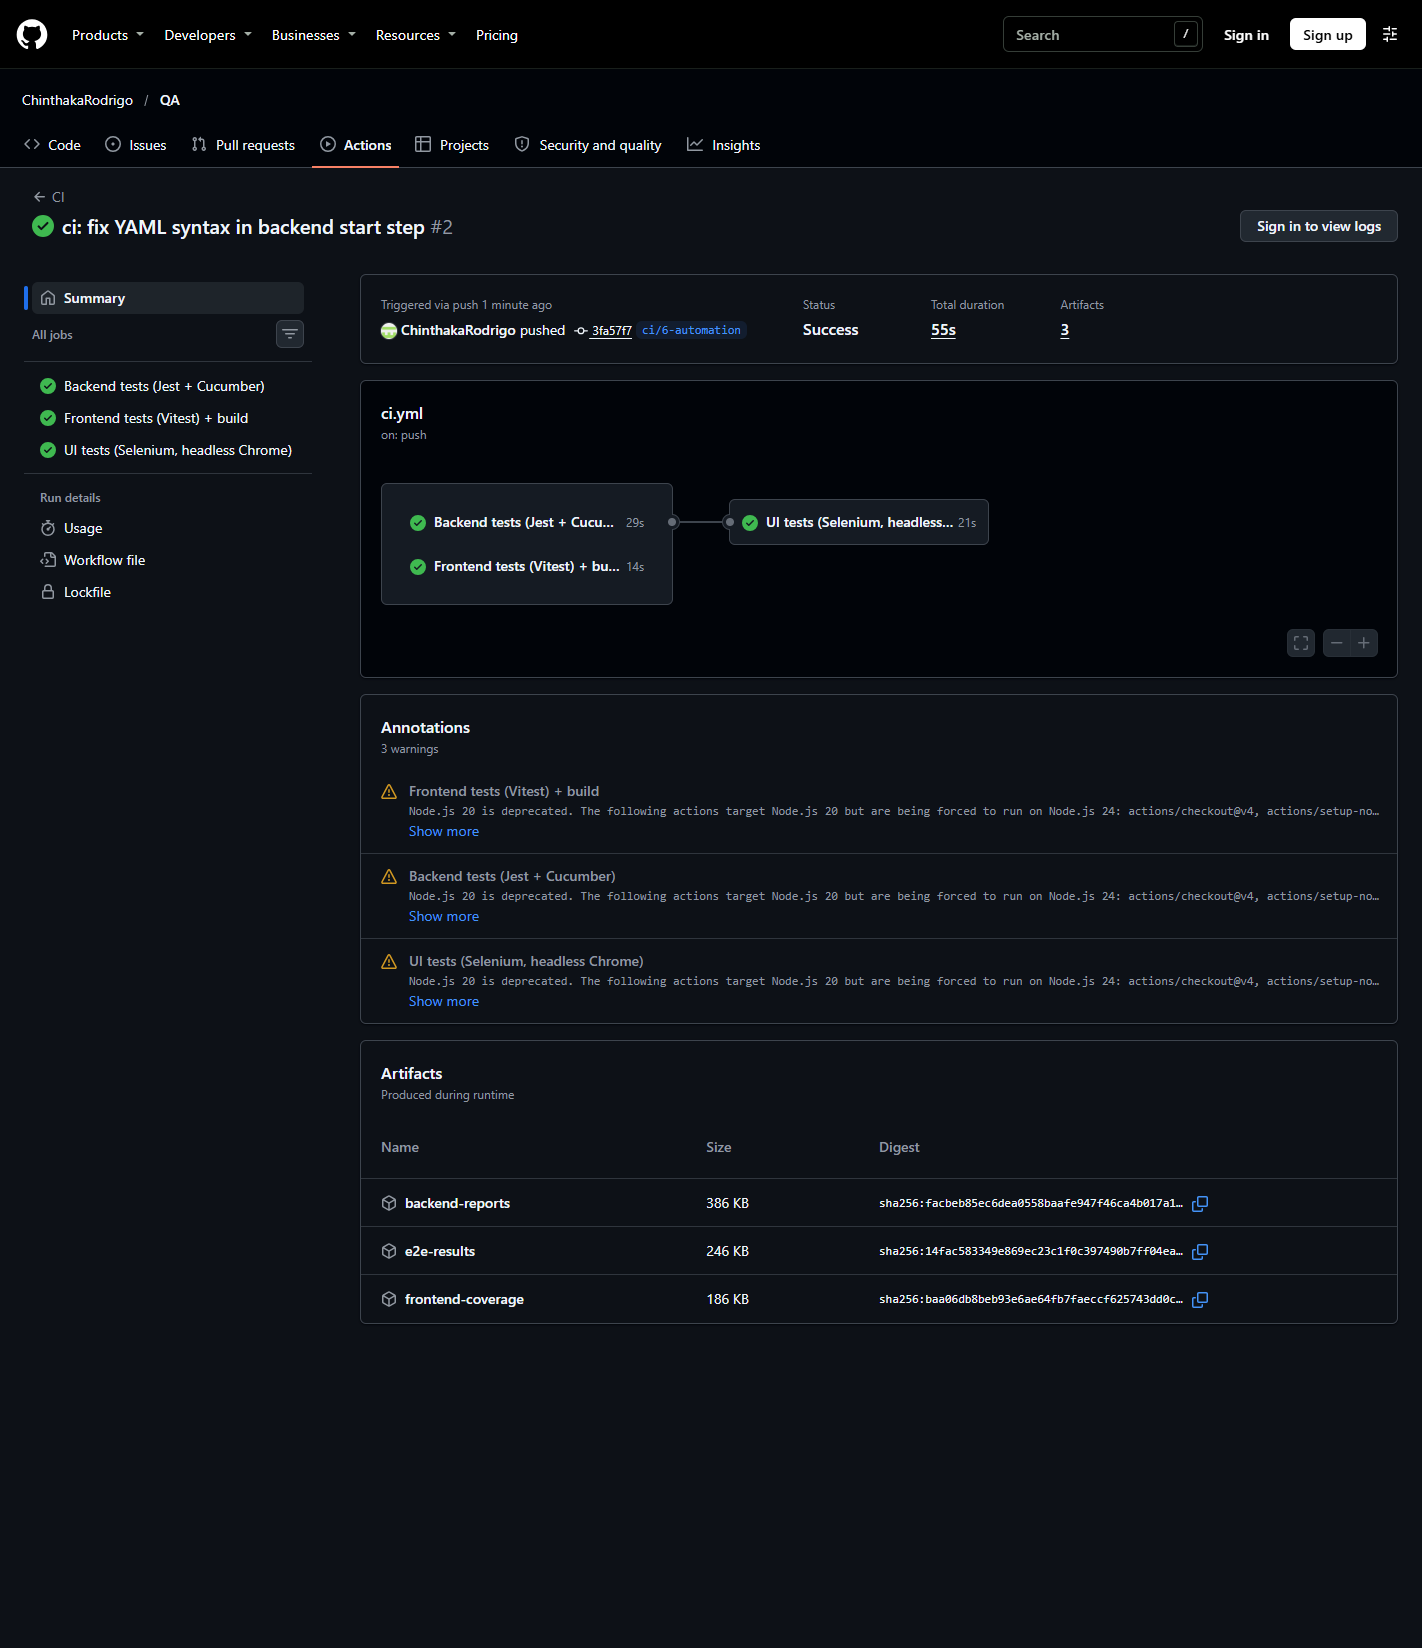 Products Developers Businesses Resources Pricing Search / Sign in Sign up
ChinthakaRodrigo / QA
Code Issues Pull requests Actions Projects Security and quality Insights
CI
ci: fix YAML syntax in backend start step #2
Sign in to view logs
Summary
All jobs
Backend tests (Jest + Cucumber)
Frontend tests (Vitest) + build
UI tests (Selenium, headless Chrome)
Run details
Usage
Workflow file
Lockfile
Triggered via push 1 minute ago
ChinthakaRodrigo pushed 3fa57f7 ci/6-automation
Status
Success
Total duration
55s
Artifacts
3
ci.yml
on: push
Backend tests (Jest + Cucu... 29s
Frontend tests (Vitest) + bu... 14s
UI tests (Selenium, headless... 21s
Annotations
3 warnings
Frontend tests (Vitest) + build
Node.js 20 is deprecated. The following actions target Node.js 20 but are being forced to run on Node.js 24: actions/checkout@v4, actions/setup-no…
Show more
Backend tests (Jest + Cucumber)
Node.js 20 is deprecated. The following actions target Node.js 20 but are being forced to run on Node.js 24: actions/checkout@v4, actions/setup-no…
Show more
UI tests (Selenium, headless Chrome)
Node.js 20 is deprecated. The following actions target Node.js 20 but are being forced to run on Node.js 24: actions/checkout@v4, actions/setup-no…
Show more
Artifacts
Produced during runtime
Name Size Digest
backend-reports 386 KB sha256:facbeb85ec6dea0558baafe947f46ca4b017a1…
e2e-results 246 KB sha256:14fac583349e869ec23c1f0c397490b7ff04ea…
frontend-coverage 186 KB sha256:baa06db8beb93e6ae64fb7faeccf625743dd0c…